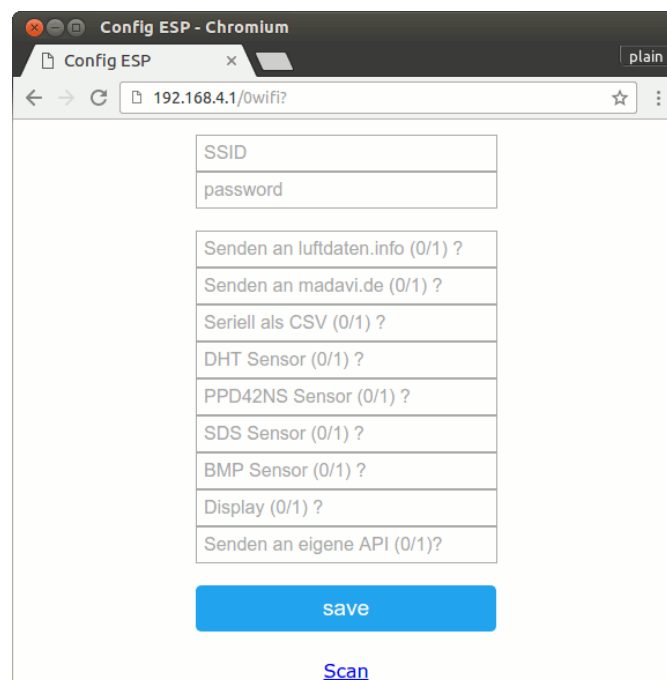 Config ESP - Chromium
Config ESP
plain
192.168.4.1/0wifi?
SSID
password
Senden an luftdaten.info (0/1) ?
Senden an madavi.de (0/1) ?
Seriell als CSV (0/1) ?
DHT Sensor (0/1) ?
PPD42NS Sensor (0/1) ?
SDS Sensor (0/1) ?
BMP Sensor (0/1) ?
Display (0/1) ?
Senden an eigene API (0/1)?
save
Scan